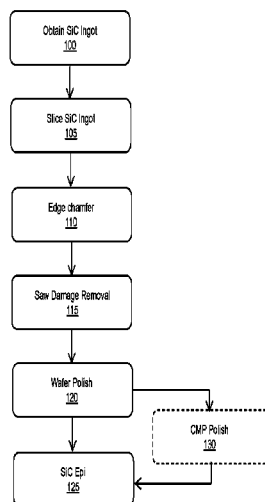 Obtain SiC Ingot
100
Slice SiC Ingot
105
Edge chamfer
110
Saw Damage Removal
115
Wafer Polish
120
CMP Polish
130
SiC Epi
125